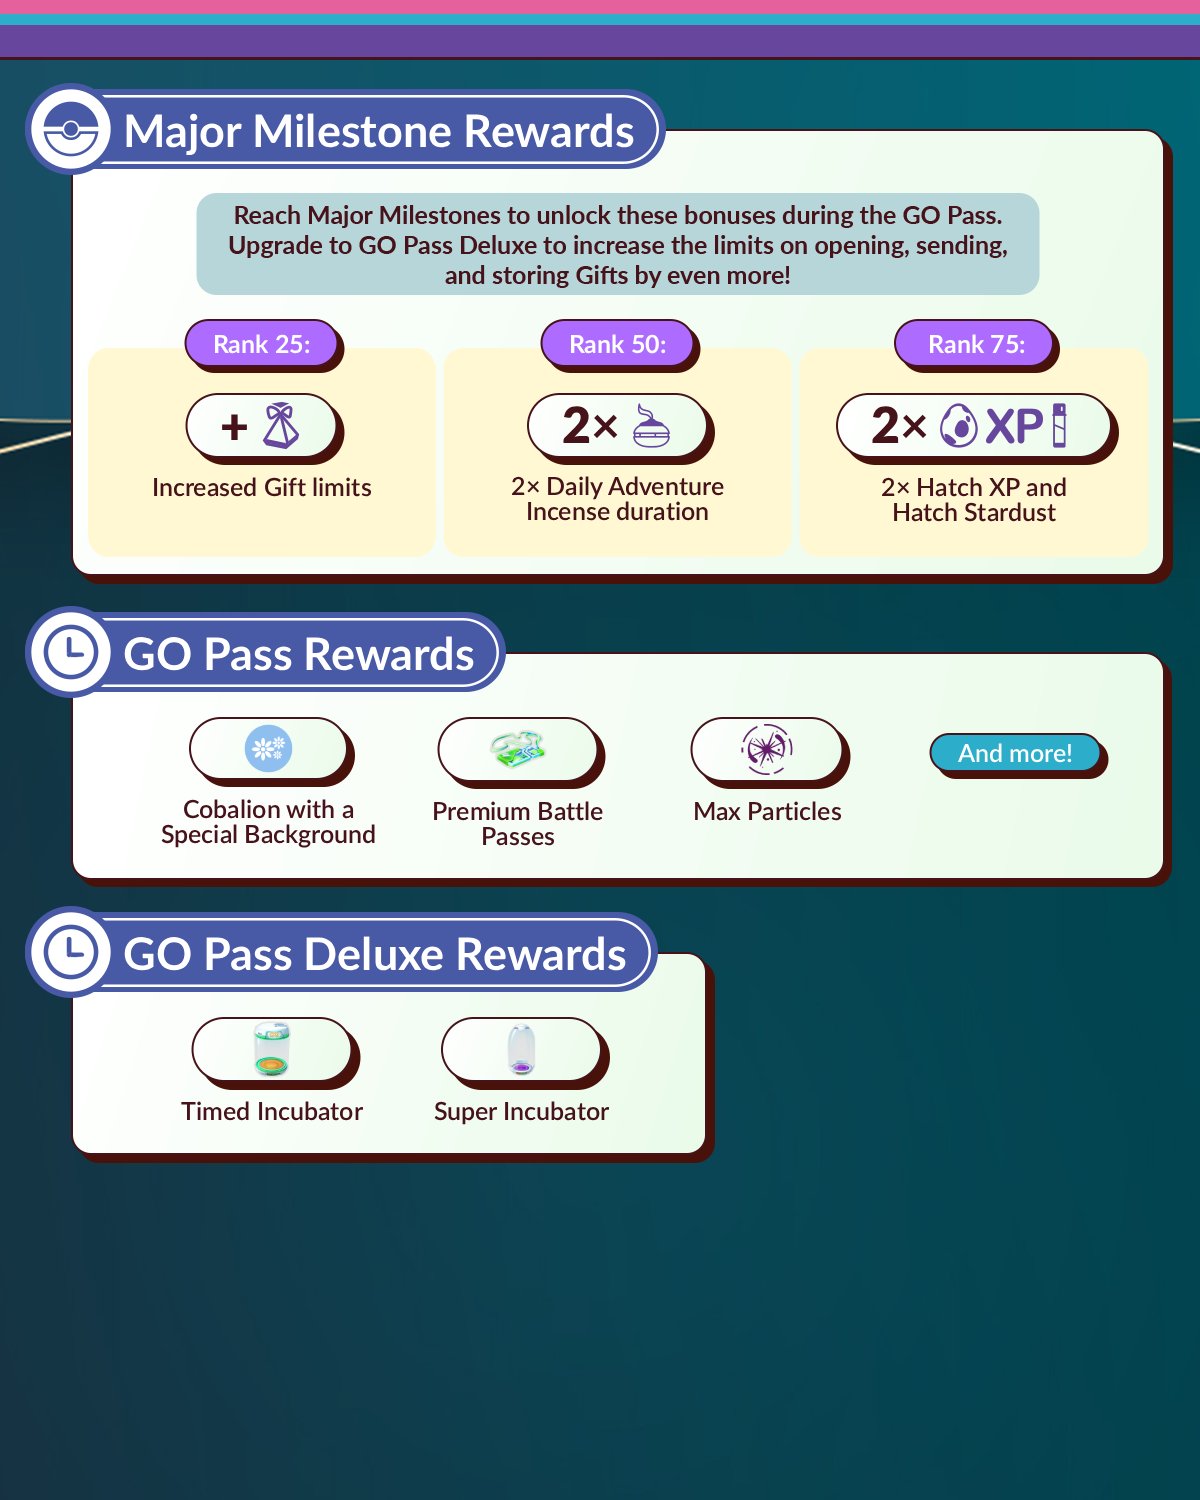 Major Milestone Rewards
Reach Major Milestones to unlock these bonuses during the GO Pass.
Upgrade to GO Pass Deluxe to increase the limits on opening, sending,
and storing Gifts by even more!
Rank 25:
+
Increased Gift limits
Rank 50:
2×
2× Daily Adventure
Incense duration
Rank 75:
2× XP
2× Hatch XP and
Hatch Stardust
GO Pass Rewards
Cobalion with a
Special Background
Premium Battle
Passes
Max Particles
And more!
GO Pass Deluxe Rewards
Timed Incubator
Super Incubator